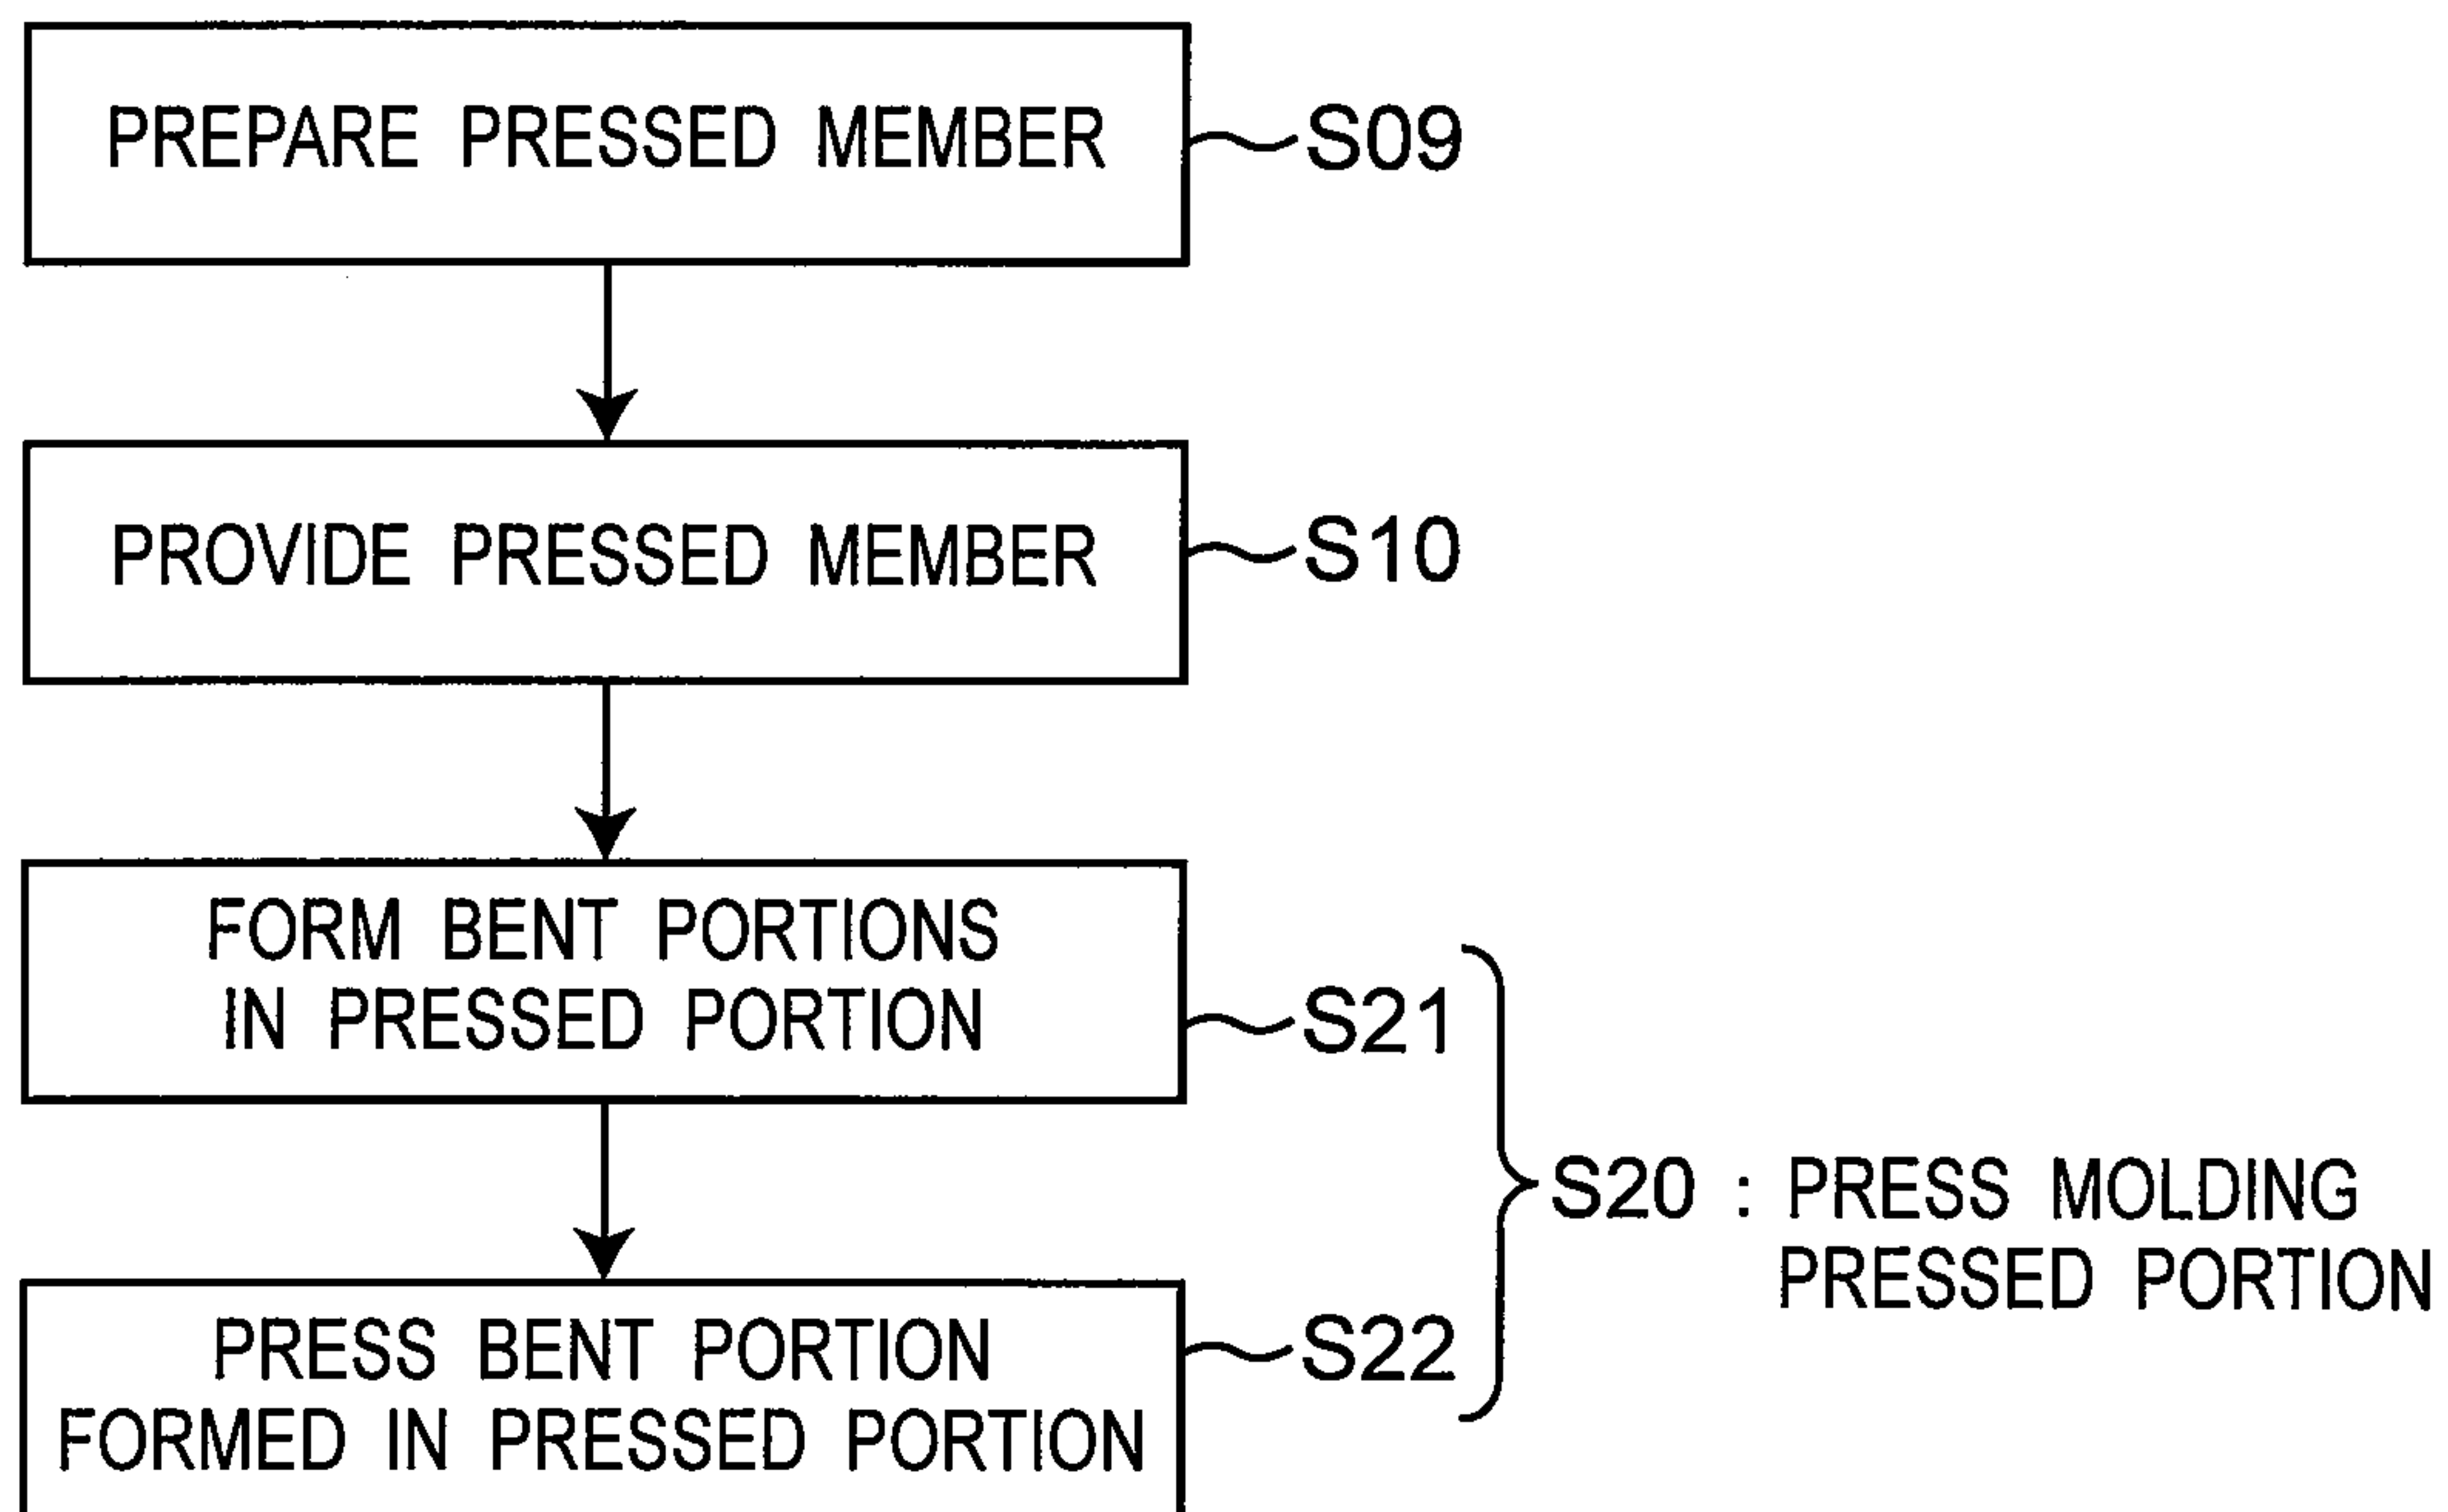 PREPARE PRESSED MEMBER
S09
PROVIDE PRESSED MEMBER
S10
FORM BENT PORTIONS
IN PRESSED PORTION
S21
S20 : PRESS MOLDING
PRESSED PORTION
PRESS BENT PORTION
FORMED IN PRESSED PORTION
S22